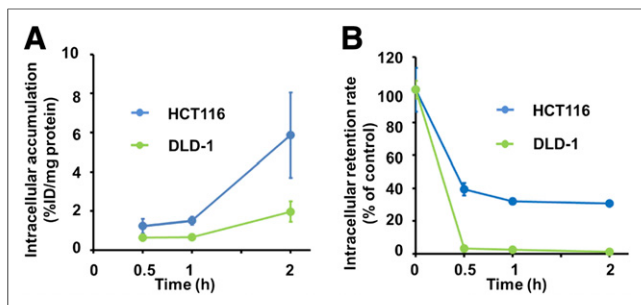 A
Intracellular accumulation
(%ID/mg protein)
10
8
6
4
2
0
HCT116
DLD-1
0 0.5 1 2
Time (h)
B
Intracellular retention rate
(% of control)
120
100
80
60
40
20
0
HCT116
DLD-1
0 0.5 1 2
Time (h)